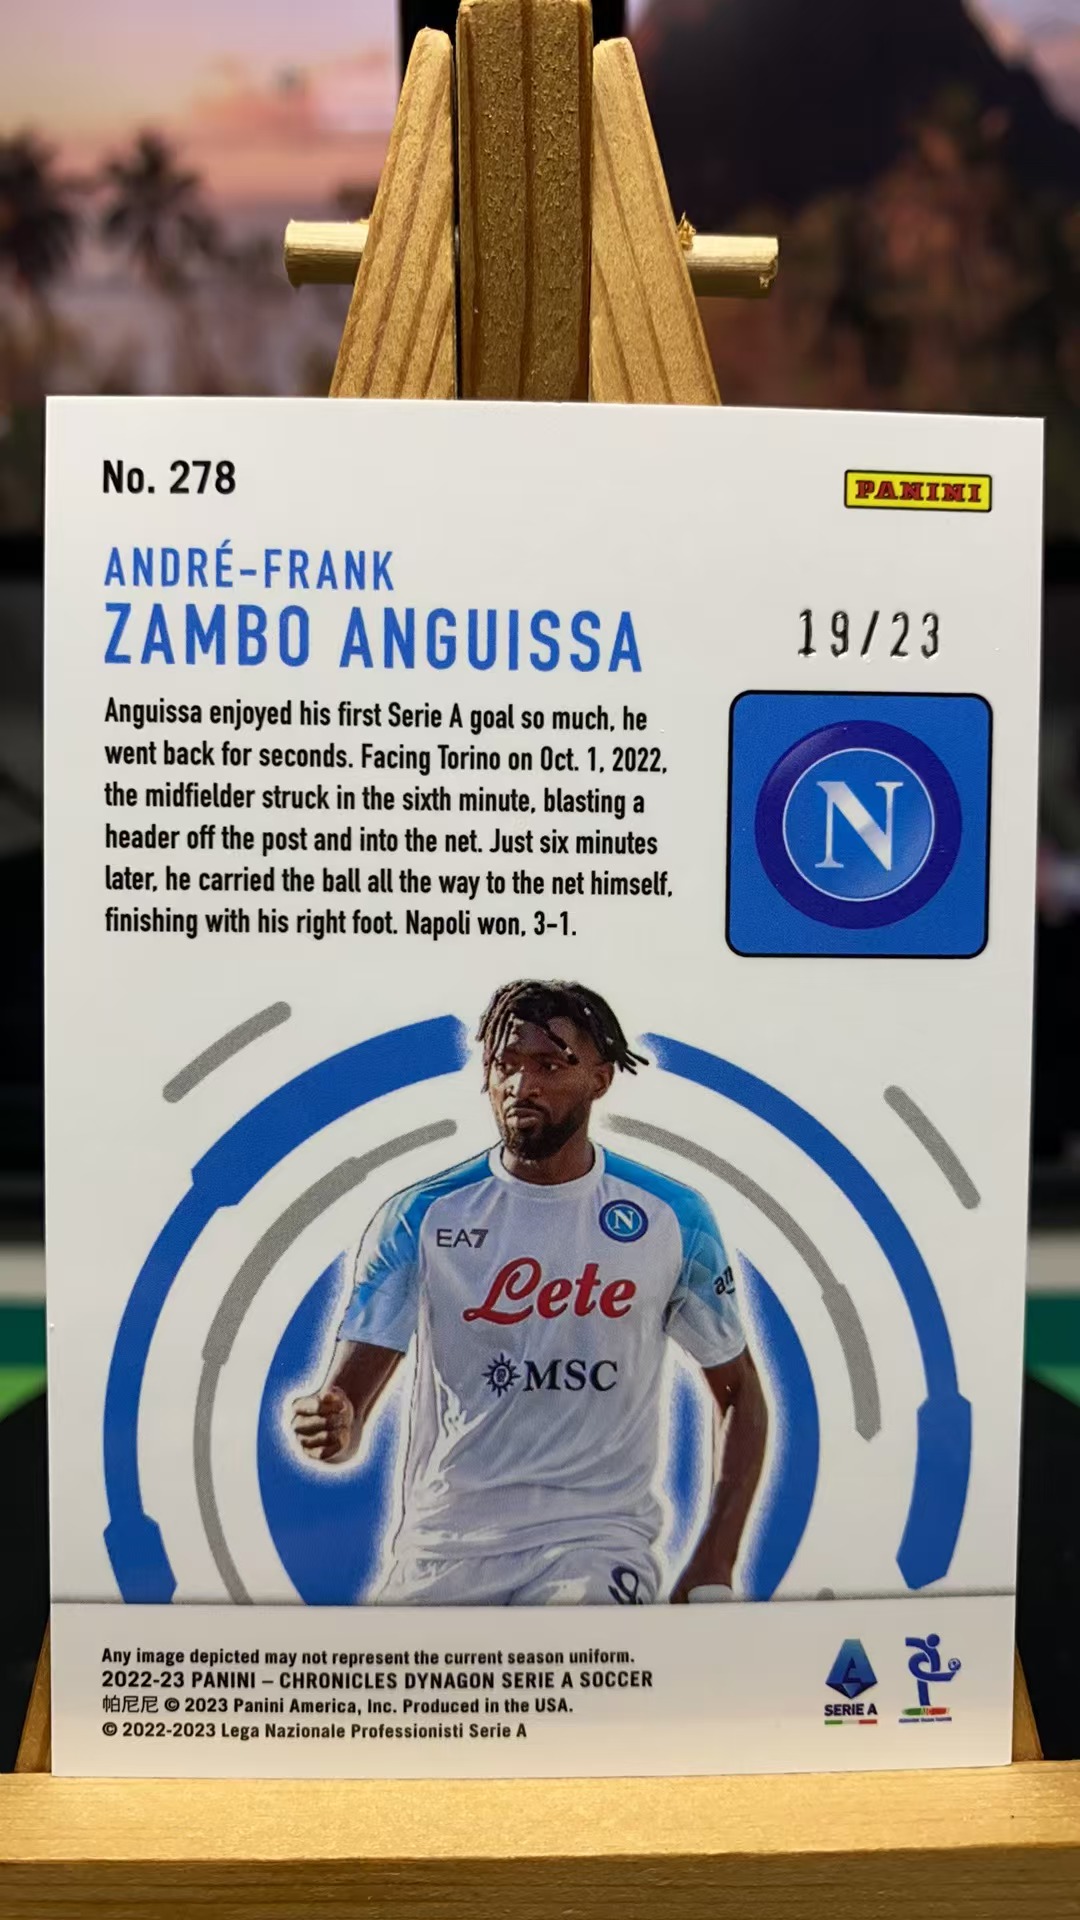 No. 278
PANINI
ANDRÉ-FRANK
ZAMBO ANGUISSA
19/23
Anguissa enjoyed his first Serie A goal so much, he
went back for seconds. Facing Torino on Oct. 1, 2022,
the midfielder struck in the sixth minute, blasting a
header off the post and into the net. Just six minutes
later, he carried the ball all the way to the net himself,
finishing with his right foot. Napoli won, 3-1.
N
EA7
N
Lete
MSC
Any image depicted may not represent the current season uniform.
2022-23 PANINI – CHRONICLES DYNAGON SERIE A SOCCER
帕尼尼 © 2023 Panini America, Inc. Produced in the USA.
© 2022-2023 Lega Nazionale Professionisti Serie A
SERIE A